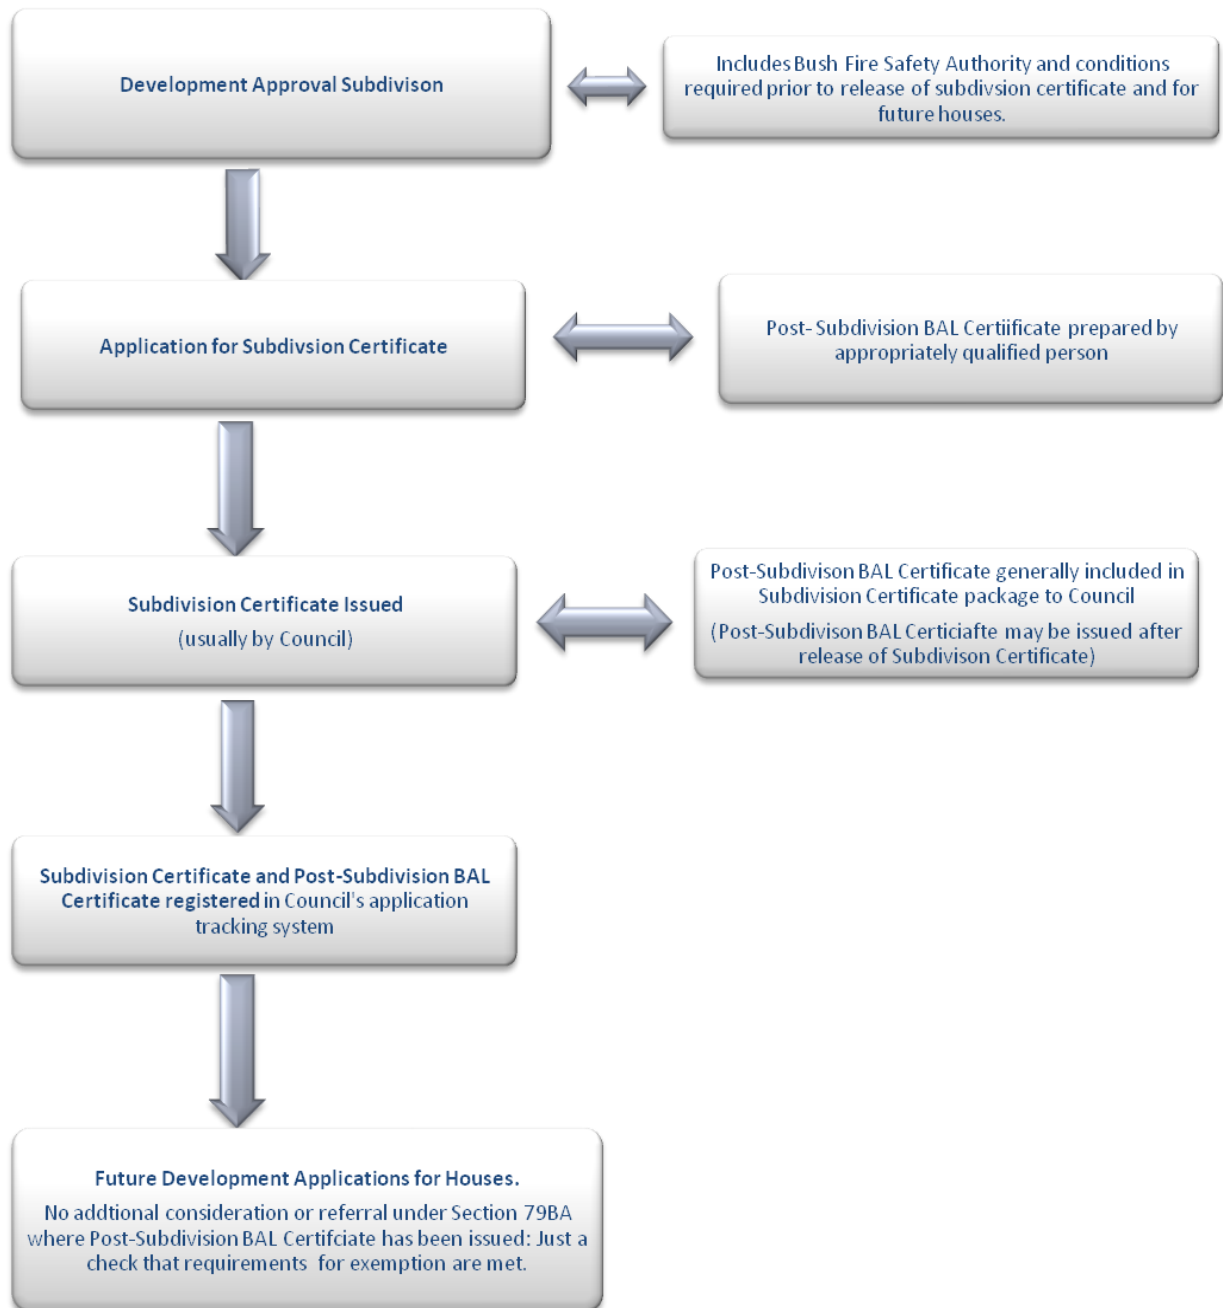 Development Approval Subdivison
Includes Bush Fire Safety Authority and conditions
required prior to release of subdivsion certificate and for
future houses.
Application for Subdivsion Certificate
Post- Subdivision BAL Certiificate prepared by
appropriately qualified person
Subdivision Certificate Issued
(usually by Council)
Post-Subdivison BAL Certificate generally included in
Subdivision Certificate package to Council
(Post-Subdivison BAL Certiciafte may be issued after
release of Subdivison Certificate)
Subdivision Certificate and Post-Subdivision BAL
Certificate registered in Council's application
tracking system
Future Development Applications for Houses.
No addtional consideration or referral under Section 79BA
where Post-Subdivision BAL Certifciate has been issued: Just a
check that requirements for exemption are met.